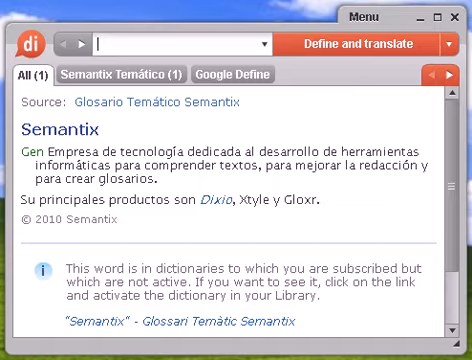 Menu
di
Define and translate
All (1) Semantix Temático (1) Google Define
Source: Glosario Temático Semantix
Semantix
Gen Empresa de tecnología dedicada al desarrollo de herramientas
informáticas para comprender textos, para mejorar la redacción y
para crear glosarios.
Su principales productos son Dixio, Xtyle y Gloxr.
© 2010 Semantix
i
This word is in dictionaries to which you are subscribed but
which are not active. If you want to see it, click on the link
and activate the dictionary in your Library.
"Semantix" - Glossari Temàtic Semantix